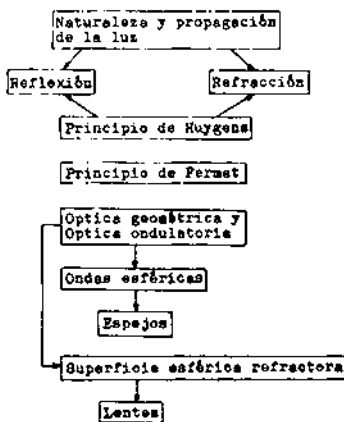 Naturaleza y propagación
de la luz
Reflexión
Refracción
Principio de Huygens
Principio de Fermat
Optica geométrica y
Optica ondulatoria
Ondas esféricas
Espejos
Superficie esférica refractora
Lentes